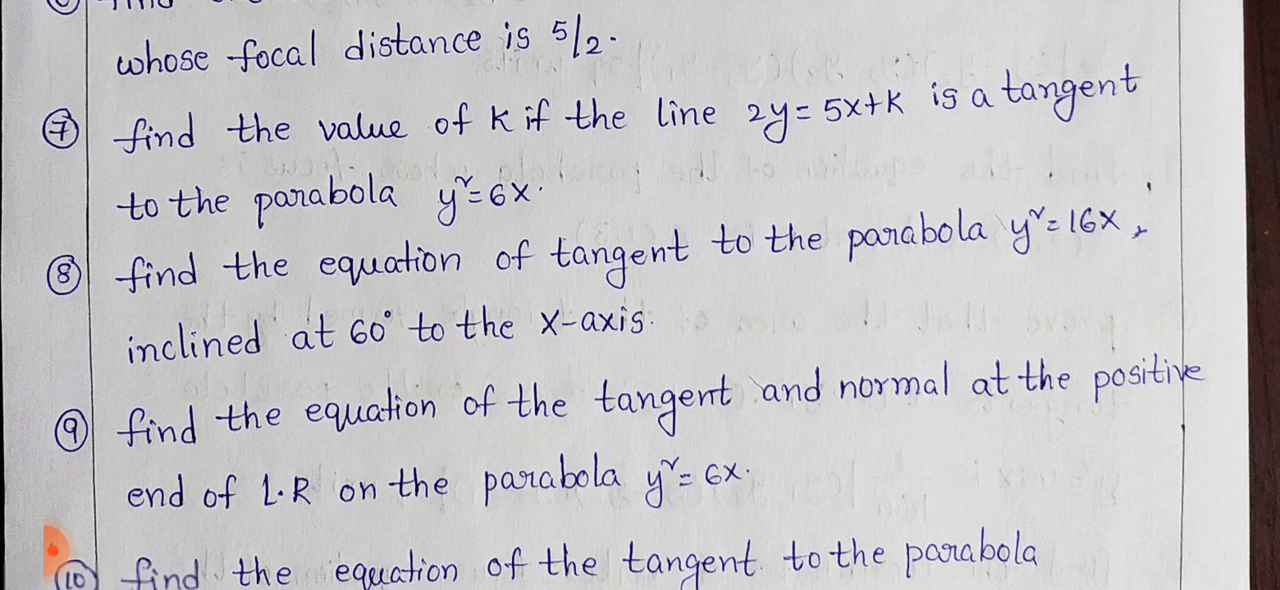 whose focal distance is 5/2.
⑦ find the value of K if the line 2y = 5x+K is a tangent
to the parabola y² = 6x.
⑧ find the equation of tangent to the parabola y² = 16x,
inclined at 60° to the x-axis.
⑨ find the equation of the tangent and normal at the positive
end of L.R on the parabola y² = 6x.
⑩ find the equation of the tangent to the parabola